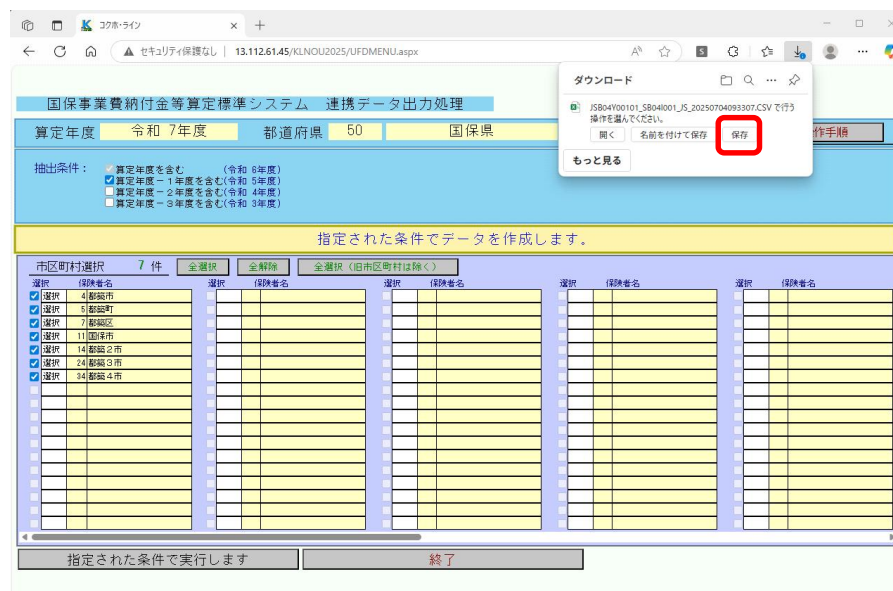 コクホ・ライン
セキュリティ保護なし | 13.112.61.45/KLNOU2025/UFDMENU.aspx
ダウンロード
JSB04Y00101_SB04I001_JS_20250704093307.CSV で行う
操作を選んでください。
開く 名前を付けて保存 保存
もっと見る
国保事業費納付金等算定標準システム 連携データ出力処理
算定年度 令和 7年度 都道府県 50 国保県 作手順
抽出条件: 算定年度を含む (令和 6年度)
算定年度-1年度を含む(令和 5年度)
算定年度-2年度を含む(令和 4年度)
算定年度-3年度を含む(令和 3年度)
指定された条件でデータを作成します。
市区町村選択 7 件 全選択 全解除 全選択(旧市区町村は除く)
選択 保険者名 選択 保険者名 選択 保険者名 選択 保険者名 選択 保険者名
選択 4 都築市
選択 5 都築町
選択 7 都築区
選択 11 国保市
選択 14 都築2市
選択 24 都築3市
選択 34 都築4市
指定された条件で実行します 終了